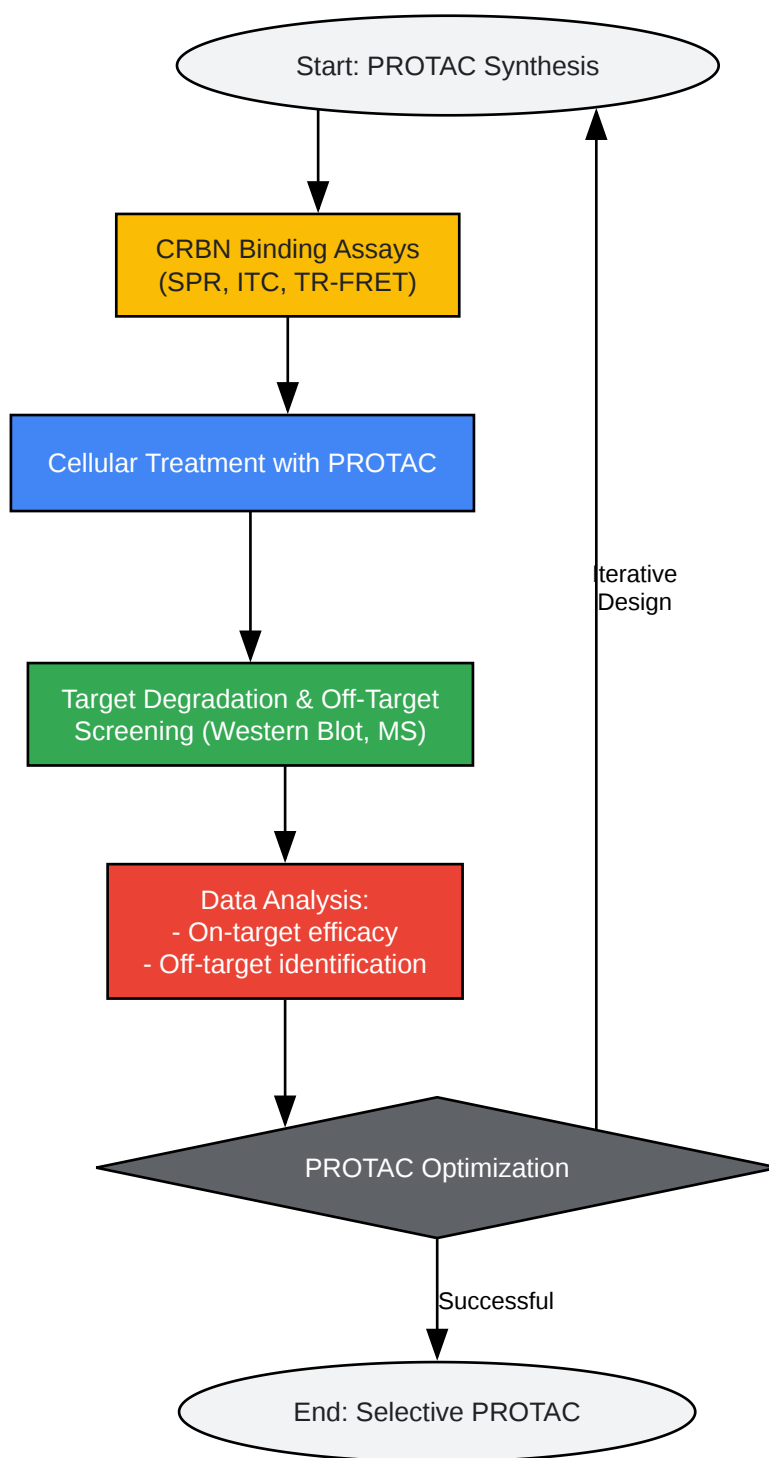 Start: PROTAC Synthesis
CRBN Binding Assays
(SPR, ITC, TR-FRET)
Cellular Treatment with PROTAC
Iterative
Design
Target Degradation & Off-Target
Screening (Western Blot, MS)
Data Analysis:
- On-target efficacy
- Off-target identification
PROTAC Optimization
Successful
End: Selective PROTAC